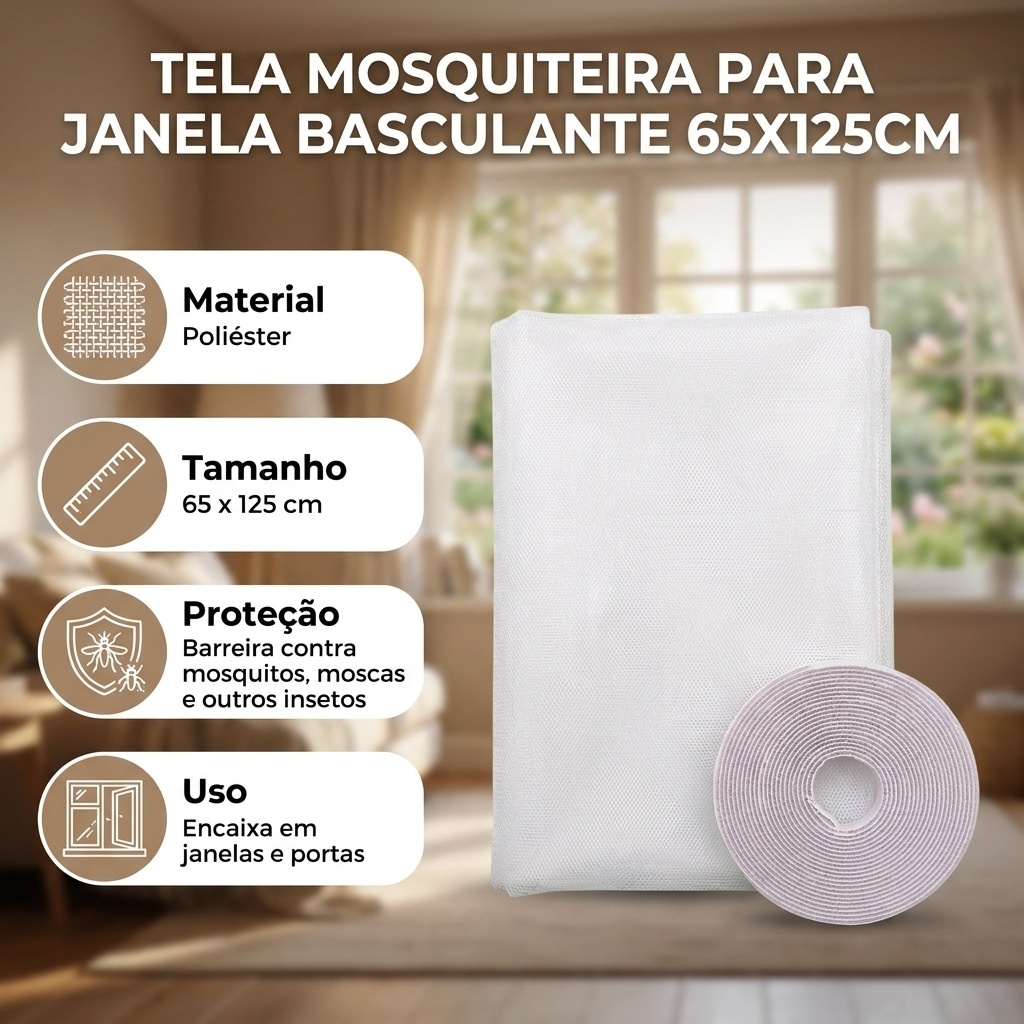 TELA MOSQUITEIRA PARA
JANELA BASCULANTE 65X125CM
Material
Poliéster
Tamanho
65 x 125 cm
Proteção
Barreira contra
mosquitos, moscas
e outros insetos
Uso
Encaixa em
janelas e portas